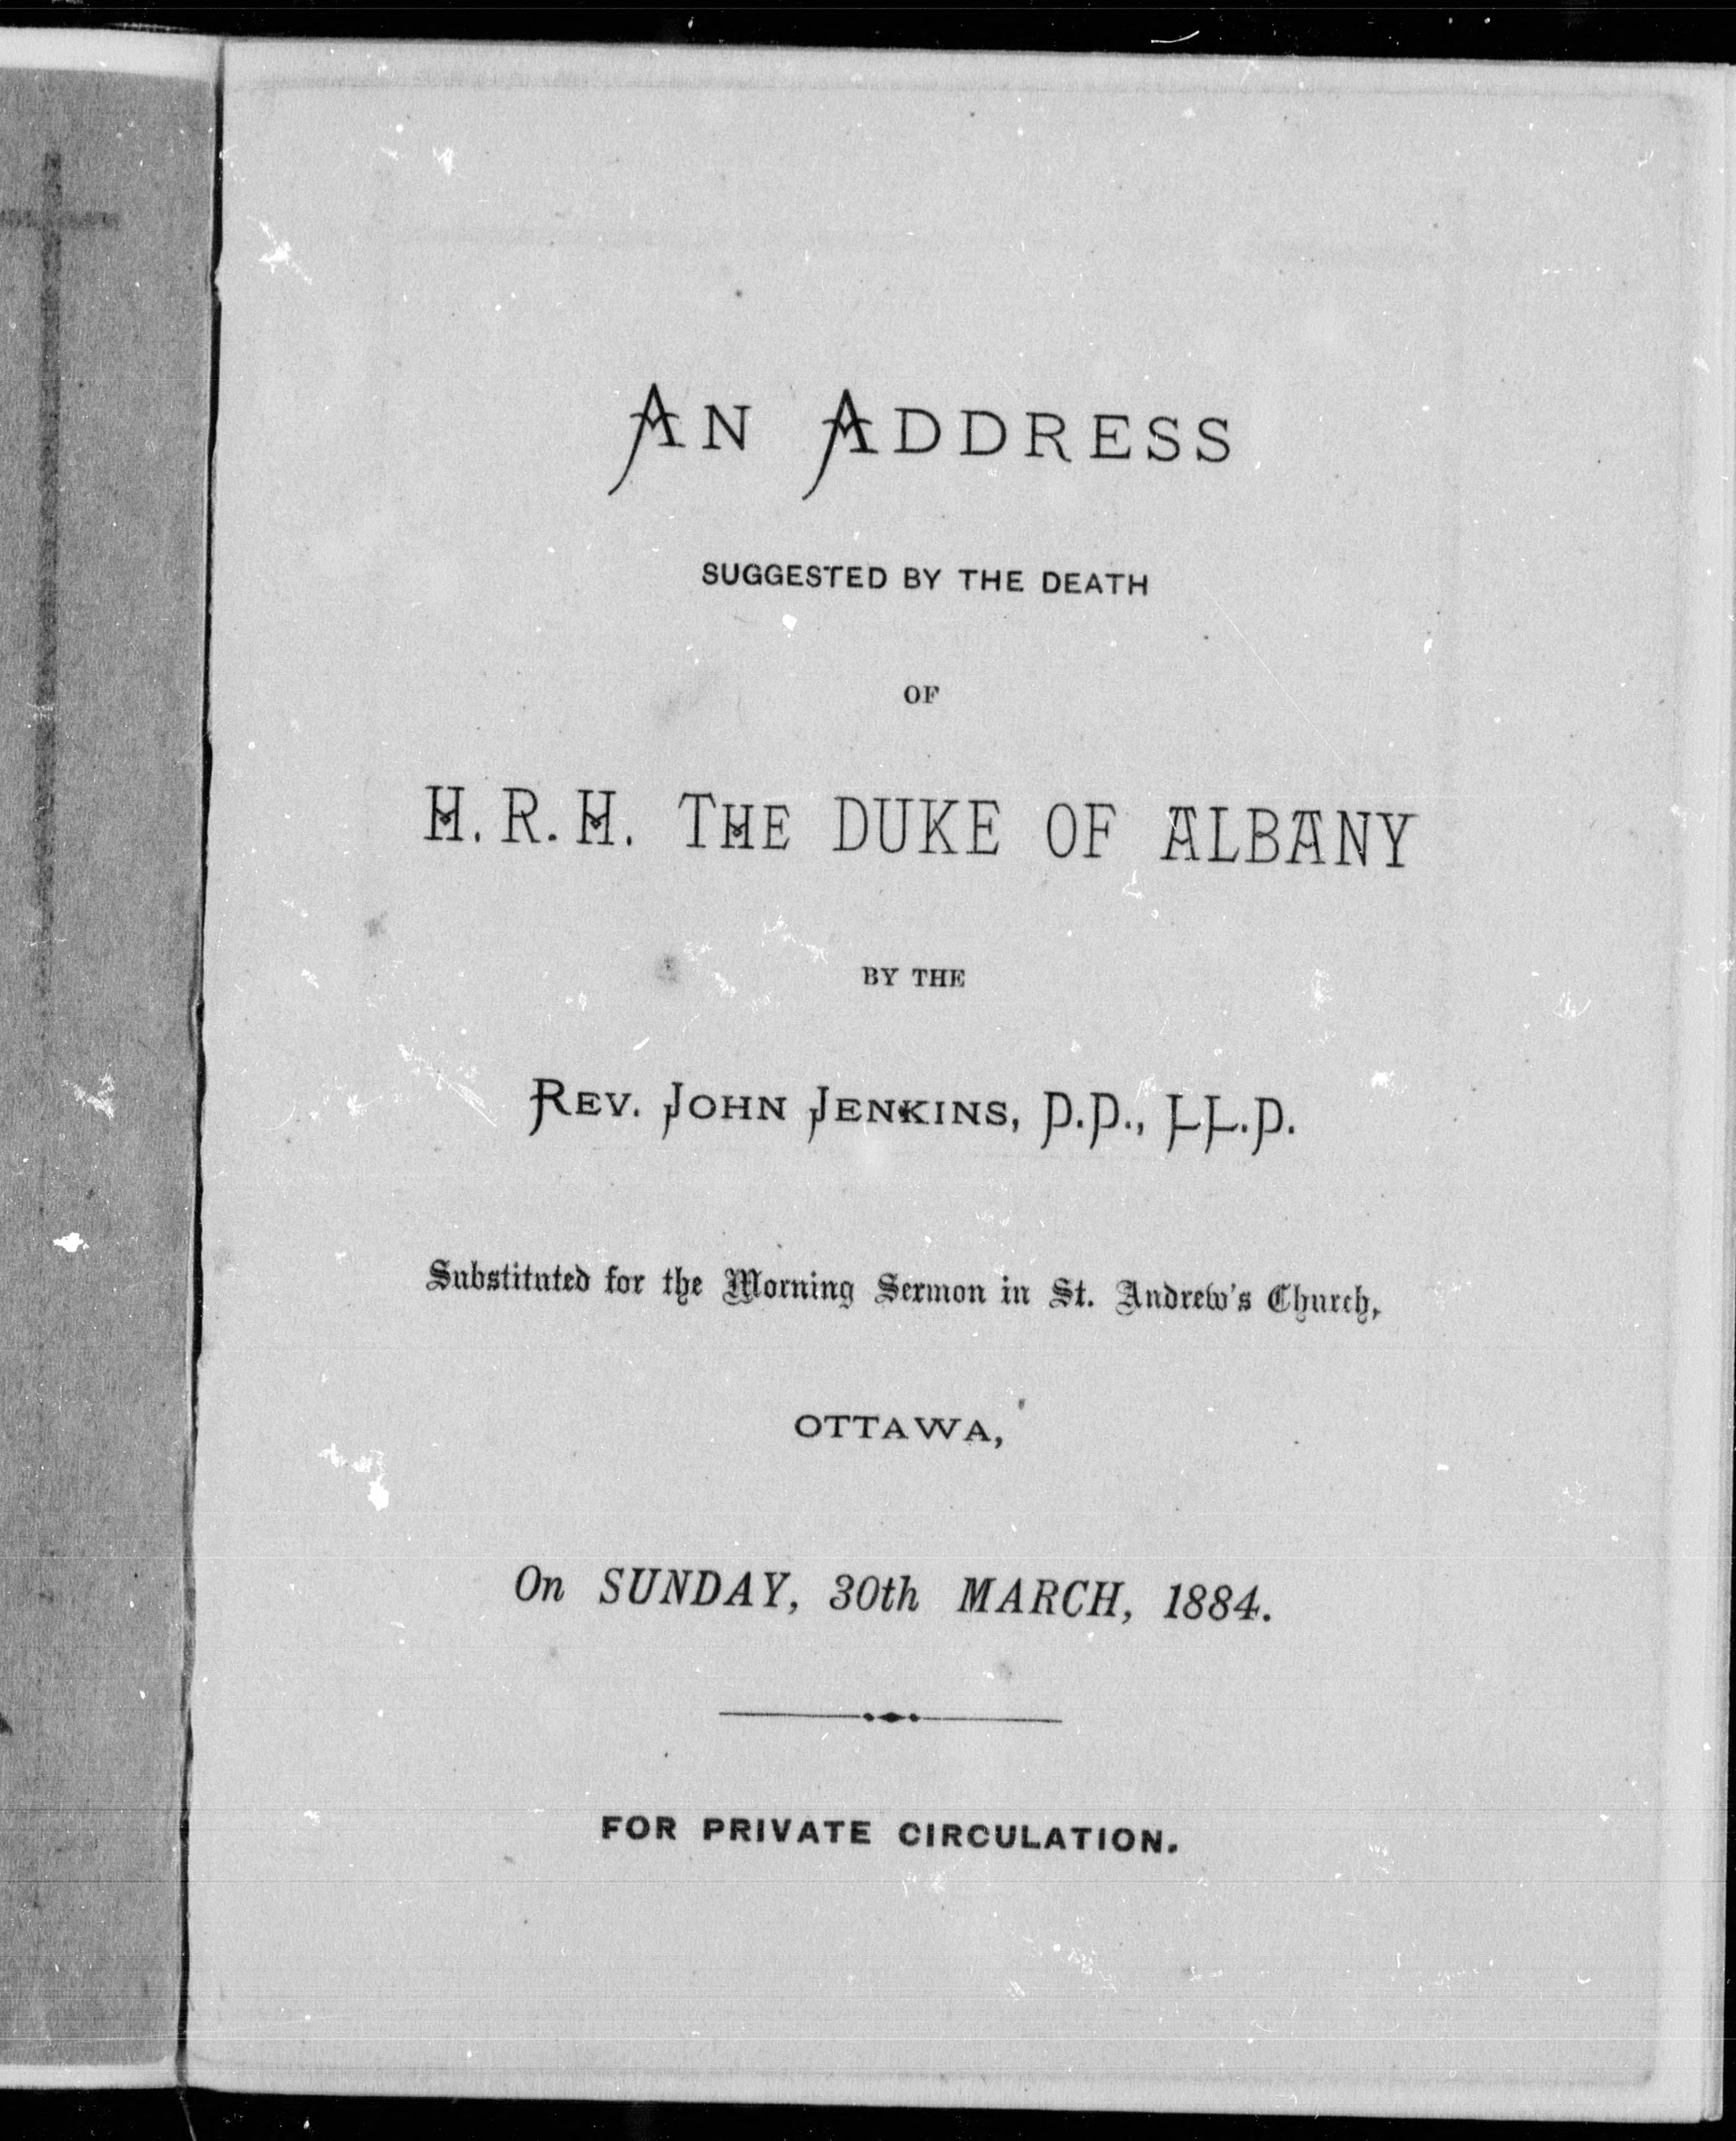 An Address
SUGGESTED BY THE DEATH
OF
H. R. H. THE DUKE OF ALBANY
BY THE
REV. JOHN JENKINS, D.D., LL.D.
Substituted for the Morning Sermon in St. Andrew's Church,
OTTAWA,
On SUNDAY, 30th MARCH, 1884.
FOR PRIVATE CIRCULATION.